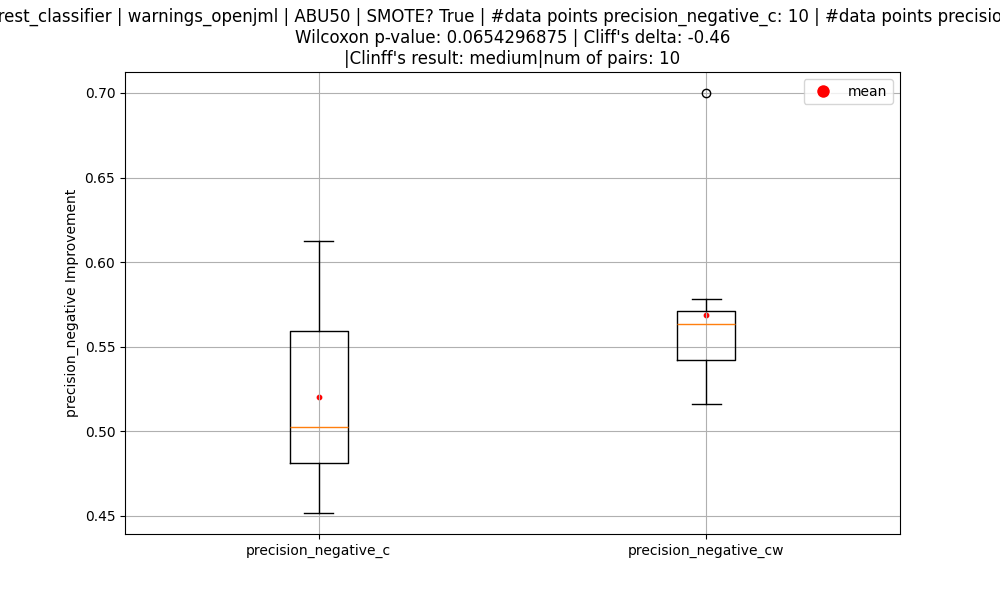 rest_classifier | warnings_openjml | ABU50 | SMOTE? True | #data points precision_negative_c: 10 | #data points precisio
Wilcoxon p-value: 0.0654296875 | Cliff's delta: -0.46
|Clinff's result: medium|num of pairs: 10
mean
0.70
0.65
0.60
0.55
0.50
0.45
precision_negative Improvement
precision_negative_c
precision_negative_cw